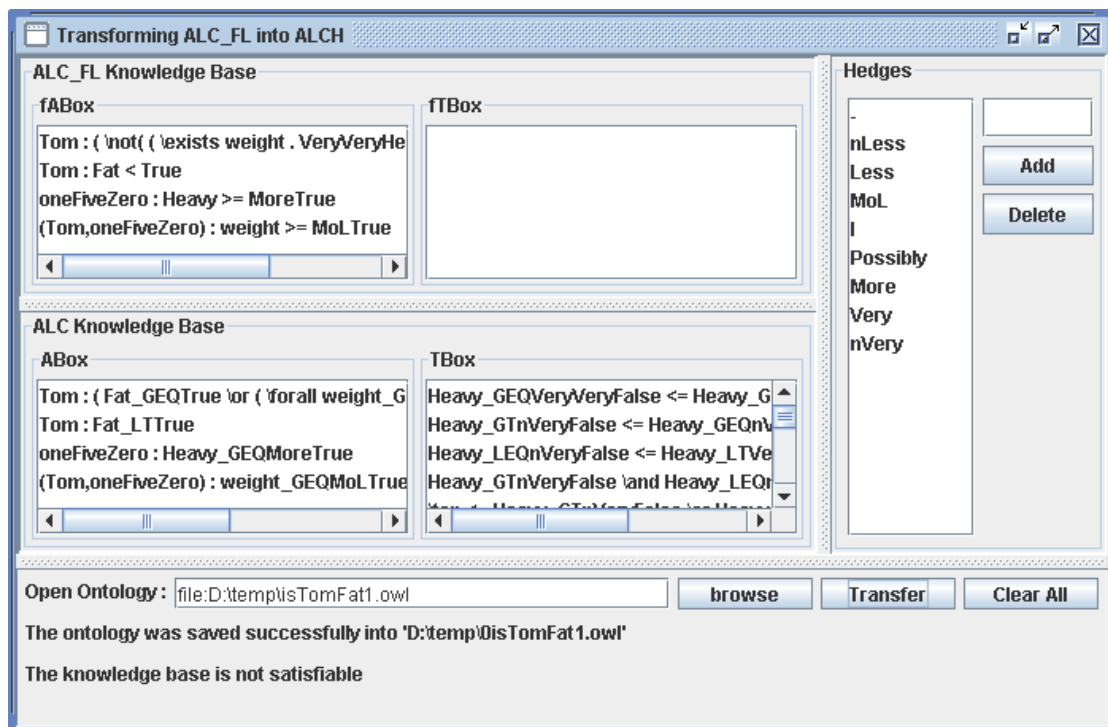 Transforming ALC_FL into ALCH
ALC_FL Knowledge Base
fABox
Tom : ( \not( ( \exists weight . VeryVeryHe
Tom : Fat < True
oneFiveZero : Heavy >= MoreTrue
(Tom,oneFiveZero) : weight >= MoLTrue
fTBox
ALC Knowledge Base
ABox
Tom : ( Fat_GEQTrue \or ( \forall weight_G
Tom : Fat_LTTrue
oneFiveZero : Heavy_GEQMoreTrue
(Tom,oneFiveZero) : weight_GEQMoLTrue
TBox
Heavy_GEQVeryVeryFalse <= Heavy_G
Heavy_GTnVeryFalse <= Heavy_GEQnV
Heavy_LEQnVeryFalse <= Heavy_LTVe
Heavy_GTnVeryFalse \and Heavy_LEQr
Hedges
-
nLess
Less
MoL
I
Possibly
More
Very
nVery
Add
Delete
Open Ontology : file:D:\temp\isTomFat1.owl browse Transfer Clear All
The ontology was saved successfully into 'D:\temp\0isTomFat1.owl'
The knowledge base is not satisfiable